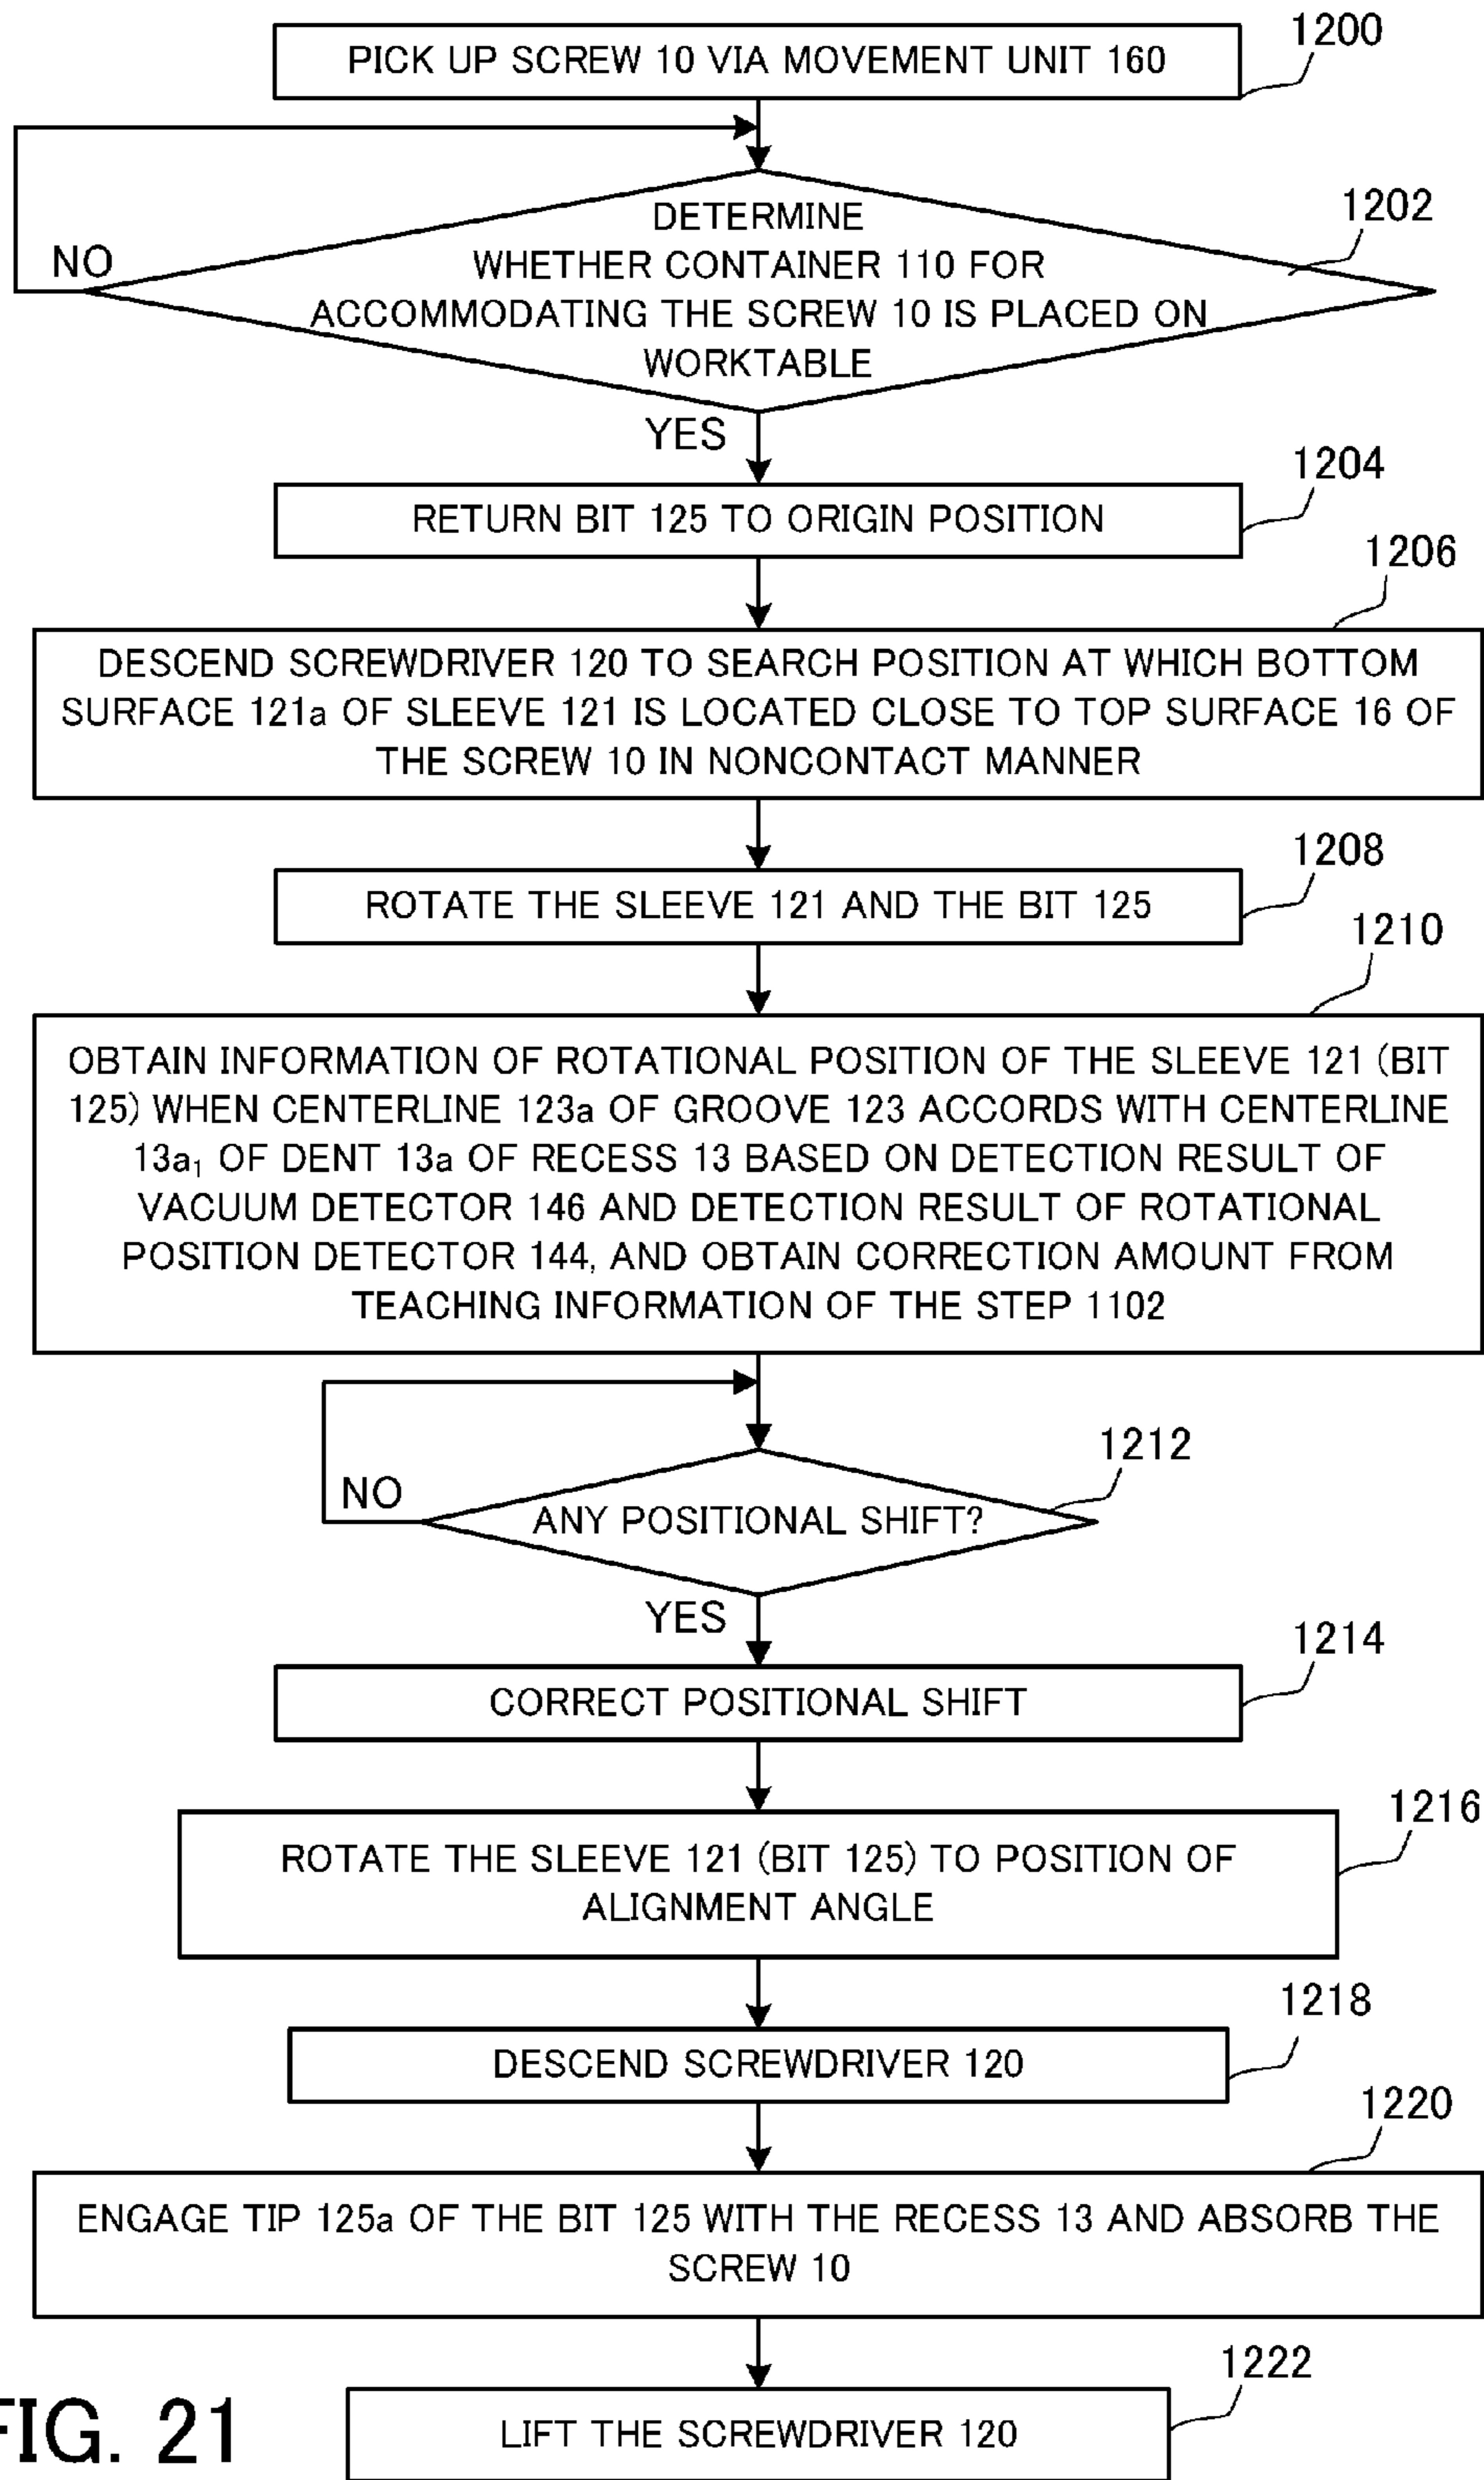 1200
PICK UP SCREW 10 VIA MOVEMENT UNIT 160
1202
DETERMINE
WHETHER CONTAINER 110 FOR
ACCOMMODATING THE SCREW 10 IS PLACED ON
WORKTABLE
NO
YES
1204
RETURN BIT 125 TO ORIGIN POSITION
1206
DESCEND SCREWDRIVER 120 TO SEARCH POSITION AT WHICH BOTTOM
SURFACE 121a OF SLEEVE 121 IS LOCATED CLOSE TO TOP SURFACE 16 OF
THE SCREW 10 IN NONCONTACT MANNER
1208
ROTATE THE SLEEVE 121 AND THE BIT 125
1210
OBTAIN INFORMATION OF ROTATIONAL POSITION OF THE SLEEVE 121 (BIT
125) WHEN CENTERLINE 123a OF GROOVE 123 ACCORDS WITH CENTERLINE
13a₁ OF DENT 13a OF RECESS 13 BASED ON DETECTION RESULT OF
VACUUM DETECTOR 146 AND DETECTION RESULT OF ROTATIONAL
POSITION DETECTOR 144, AND OBTAIN CORRECTION AMOUNT FROM
TEACHING INFORMATION OF THE STEP 1102
1212
NO
ANY POSITIONAL SHIFT?
YES
1214
CORRECT POSITIONAL SHIFT
1216
ROTATE THE SLEEVE 121 (BIT 125) TO POSITION OF
ALIGNMENT ANGLE
1218
DESCEND SCREWDRIVER 120
1220
ENGAGE TIP 125a OF THE BIT 125 WITH THE RECESS 13 AND ABSORB THE
SCREW 10
1222
LIFT THE SCREWDRIVER 120
FIG. 21